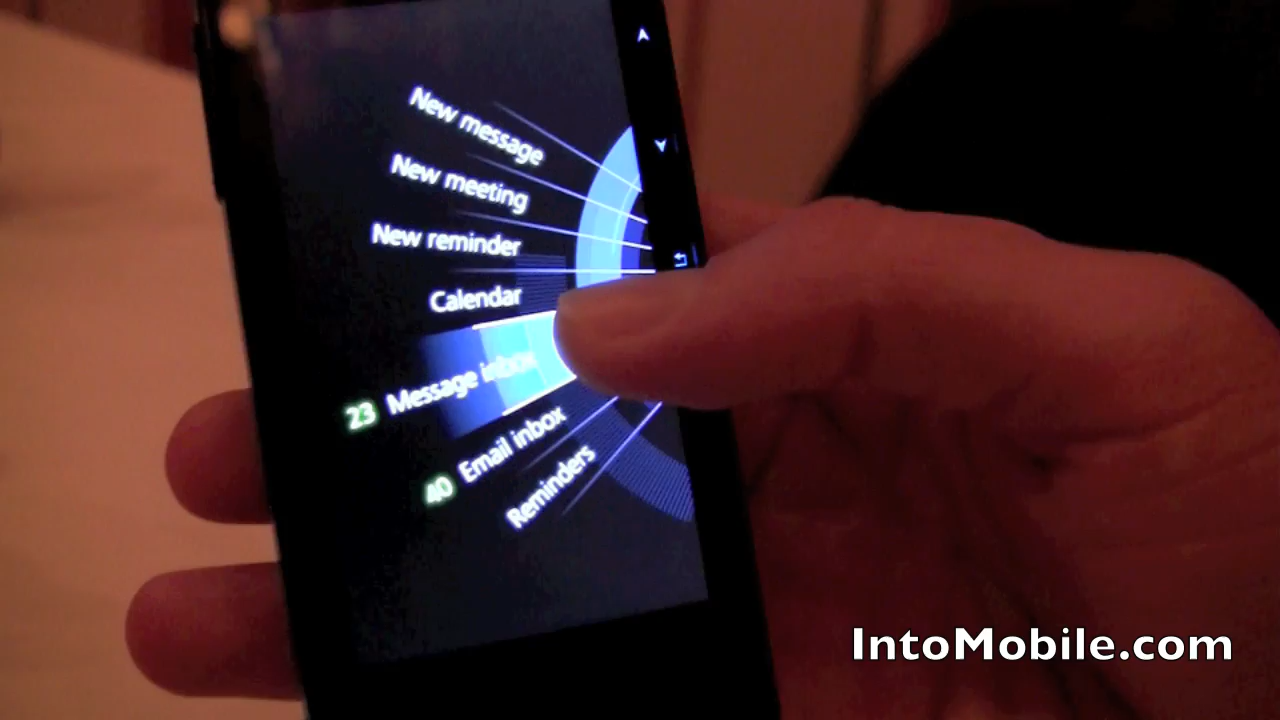 New message
New meeting
New reminder
Calendar
23 Message inbox
40 Email inbox
Reminders
IntoMobile.com